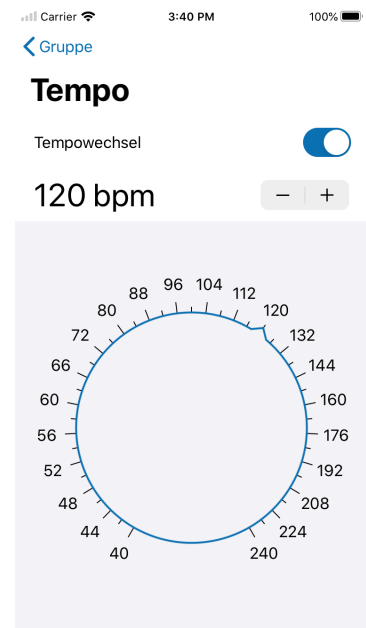 Carrier 3:40 PM 100%
Gruppe
Tempo
Tempowechsel
120 bpm − +
96 104
88 112
80 120
72 132
66 144
60 160
56 176
52 192
48 208
44 224
40 240